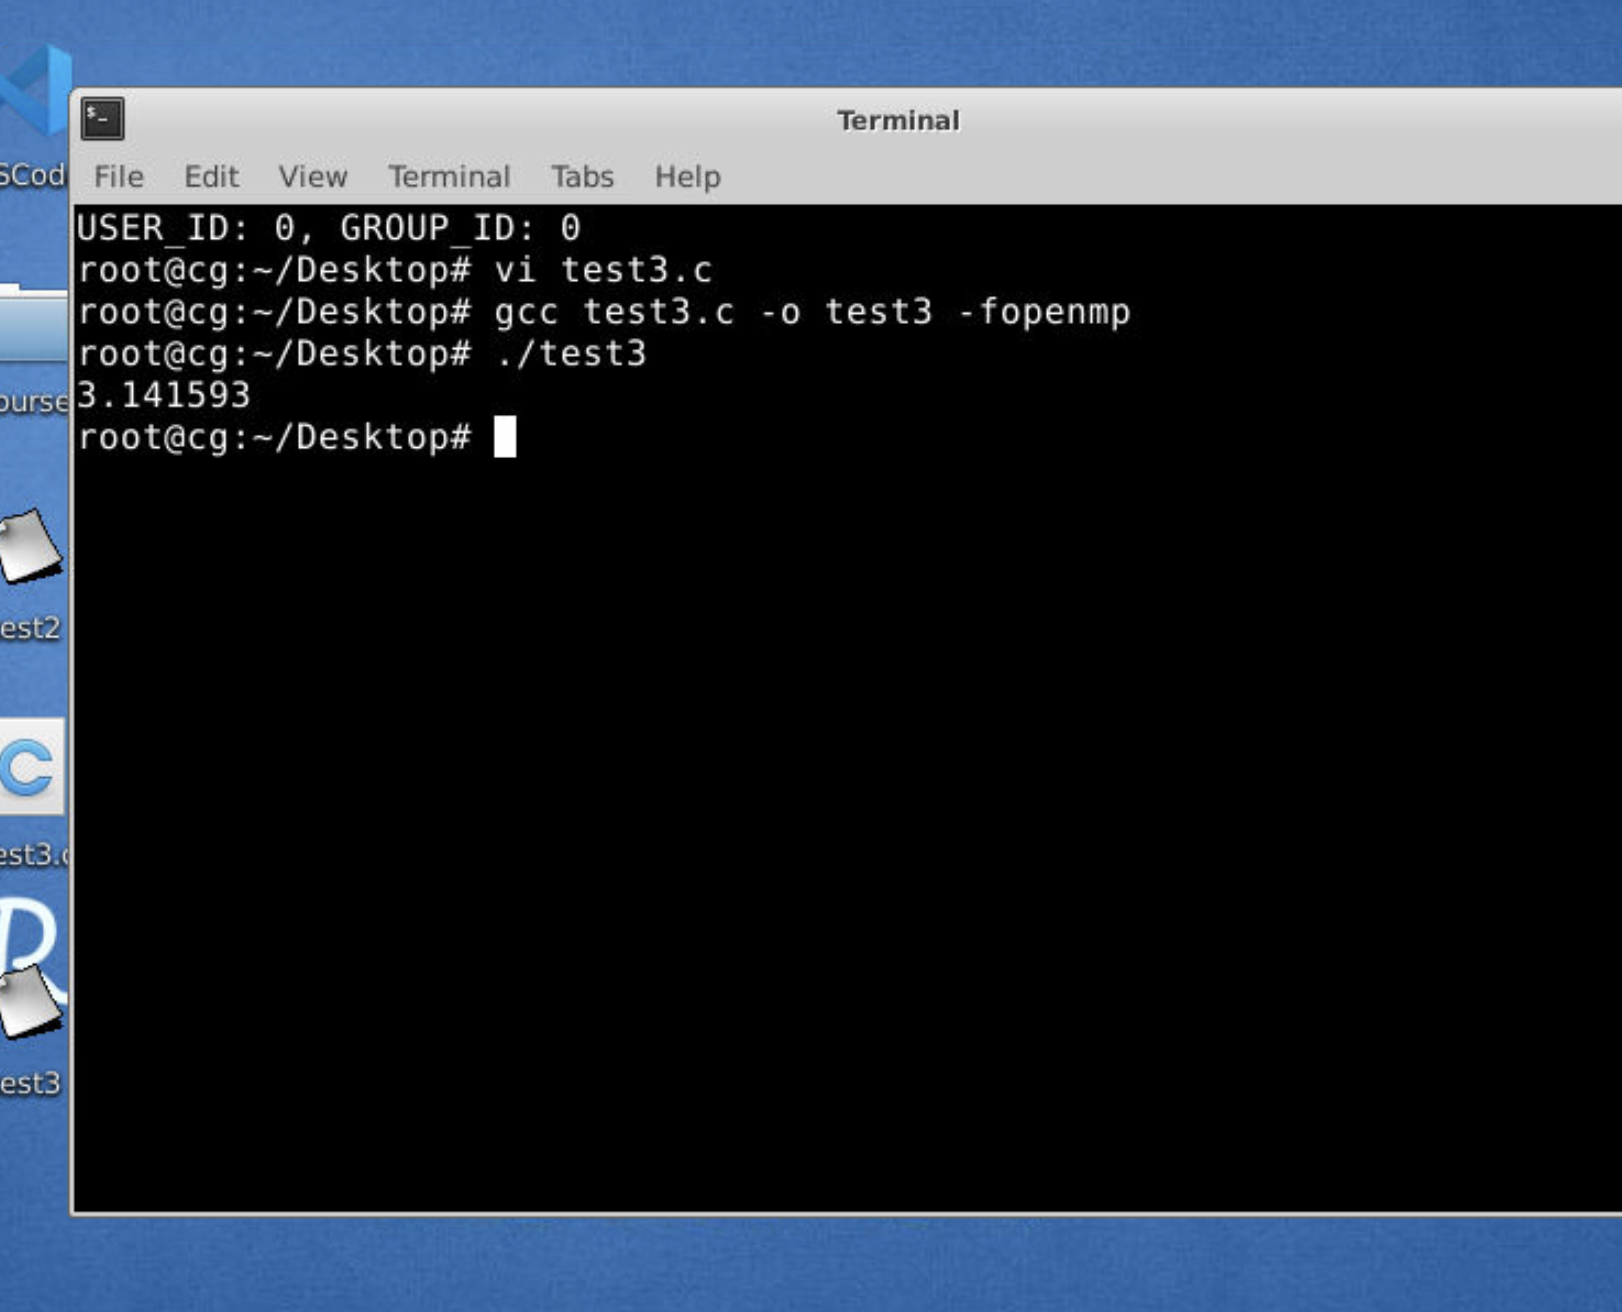 Terminal
File Edit View Terminal Tabs Help
USER_ID: 0, GROUP_ID: 0
root@cg:~/Desktop# vi test3.c
root@cg:~/Desktop# gcc test3.c -o test3 -fopenmp
root@cg:~/Desktop# ./test3
3.141593
root@cg:~/Desktop#
SCod
ourse
est2
est3.c
est3